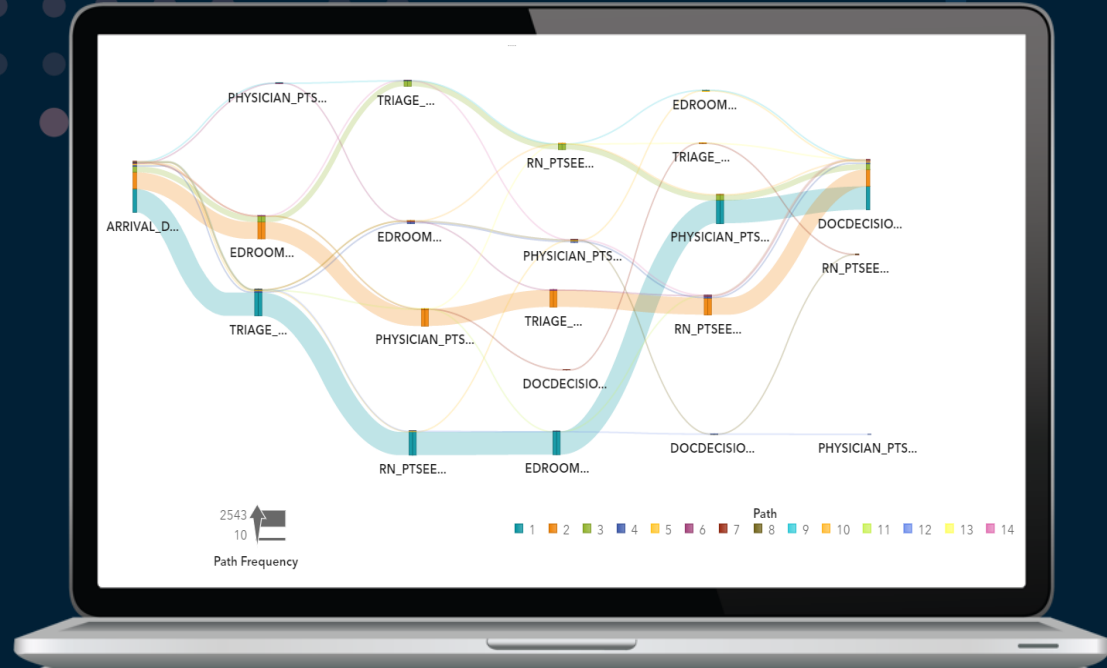 PHYSICIAN_PTS...
TRIAGE_...
EDROOM...
RN_PTSEE...
TRIAGE_...
ARRIVAL_D...
EDROOM...
EDROOM...
PHYSICIAN_PTS...
PHYSICIAN_PTS...
DOCDECISIO...
RN_PTSEE...
TRIAGE_...
PHYSICIAN_PTS...
TRIAGE_...
RN_PTSEE...
DOCDECISIO...
RN_PTSEE...
EDROOM...
DOCDECISIO...
PHYSICIAN_PTS...
2543
10
Path Frequency
Path
1 2 3 4 5 6 7 8 9 10 11 12 13 14